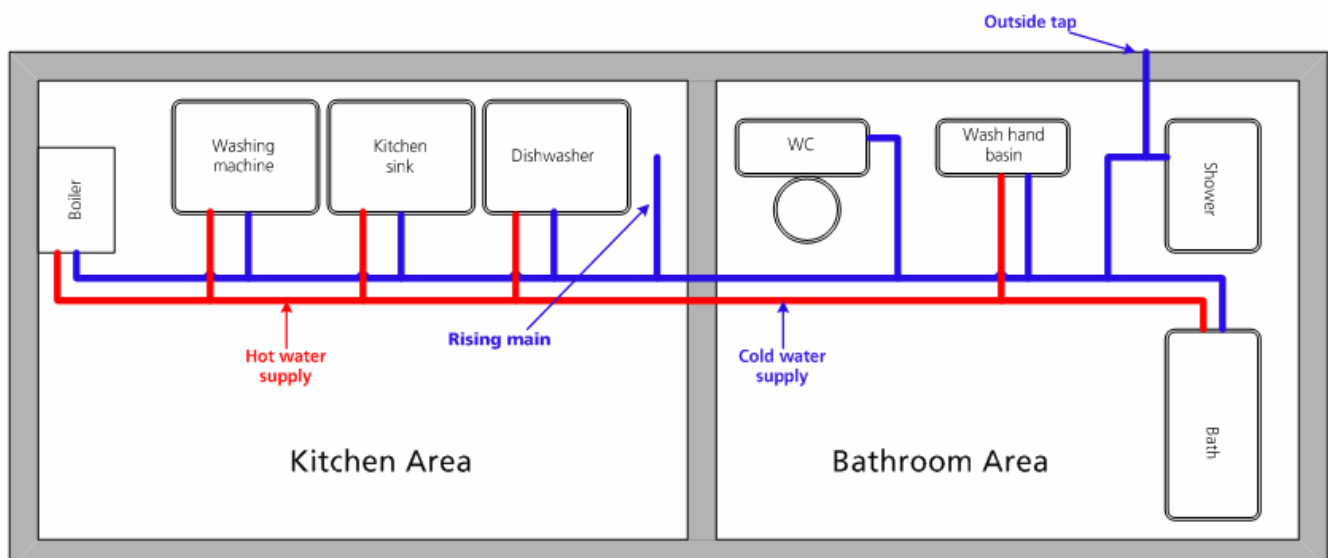 Outside tap
Boiler
Washing
machine
Kitchen
sink
Dishwasher
WC
Wash hand
basin
Shower
Rising main
Hot water
supply
Cold water
supply
Bath
Kitchen Area
Bathroom Area